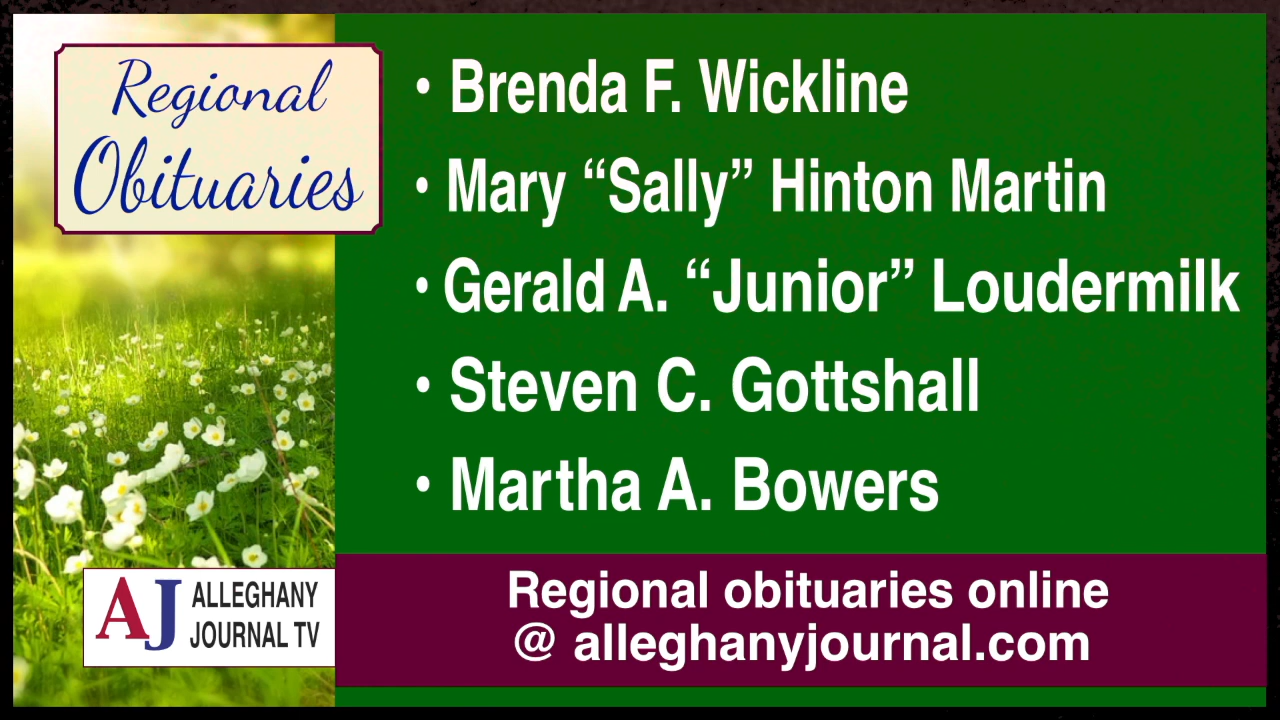 Regional
Obituaries
• Brenda F. Wickline
• Mary “Sally” Hinton Martin
• Gerald A. “Junior” Loudermilk
• Steven C. Gottshall
• Martha A. Bowers
AJ ALLEGHANY
JOURNAL TV
Regional obituaries online
@ alleghanyjournal.com